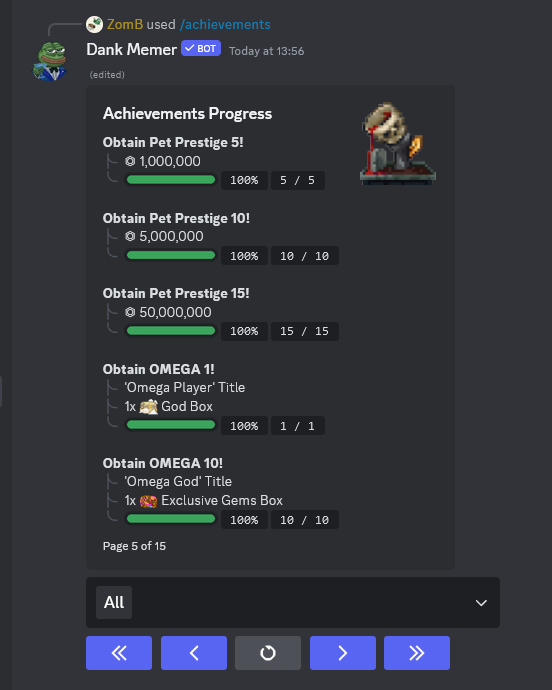 ZomB used /achievements
Dank Memer BOT Today at 13:56
(edited)
Achievements Progress
Obtain Pet Prestige 5!
1,000,000
100% 5 / 5
Obtain Pet Prestige 10!
5,000,000
100% 10 / 10
Obtain Pet Prestige 15!
50,000,000
100% 15 / 15
Obtain OMEGA 1!
'Omega Player' Title
1x God Box
100% 1 / 1
Obtain OMEGA 10!
'Omega God' Title
1x Exclusive Gems Box
100% 10 / 10
Page 5 of 15
All